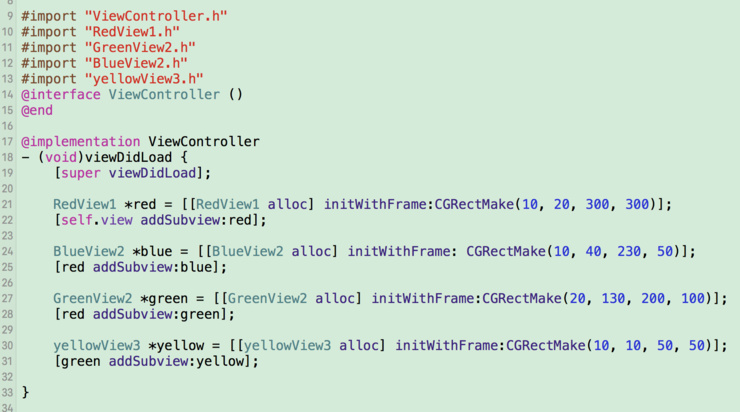 8
9 #import "ViewController.h"
10 #import "RedView1.h"
11 #import "GreenView2.h"
12 #import "BlueView2.h"
13 #import "yellowView3.h"
14 @interface ViewController ()
15 @end
16
17 @implementation ViewController
18 - (void)viewDidLoad {
19     [super viewDidLoad];
20
21     RedView1 *red = [[RedView1 alloc] initWithFrame:CGRectMake(10, 20, 300, 300)];
22     [self.view addSubview:red];
23
24     BlueView2 *blue = [[BlueView2 alloc] initWithFrame: CGRectMake(10, 40, 230, 50)];
25     [red addSubview:blue];
26
27     GreenView2 *green = [[GreenView2 alloc] initWithFrame:CGRectMake(20, 130, 200, 100)];
28     [red addSubview:green];
29
30     yellowView3 *yellow = [[yellowView3 alloc] initWithFrame:CGRectMake(10, 10, 50, 50)];
31     [green addSubview:yellow];
32
33 }
34